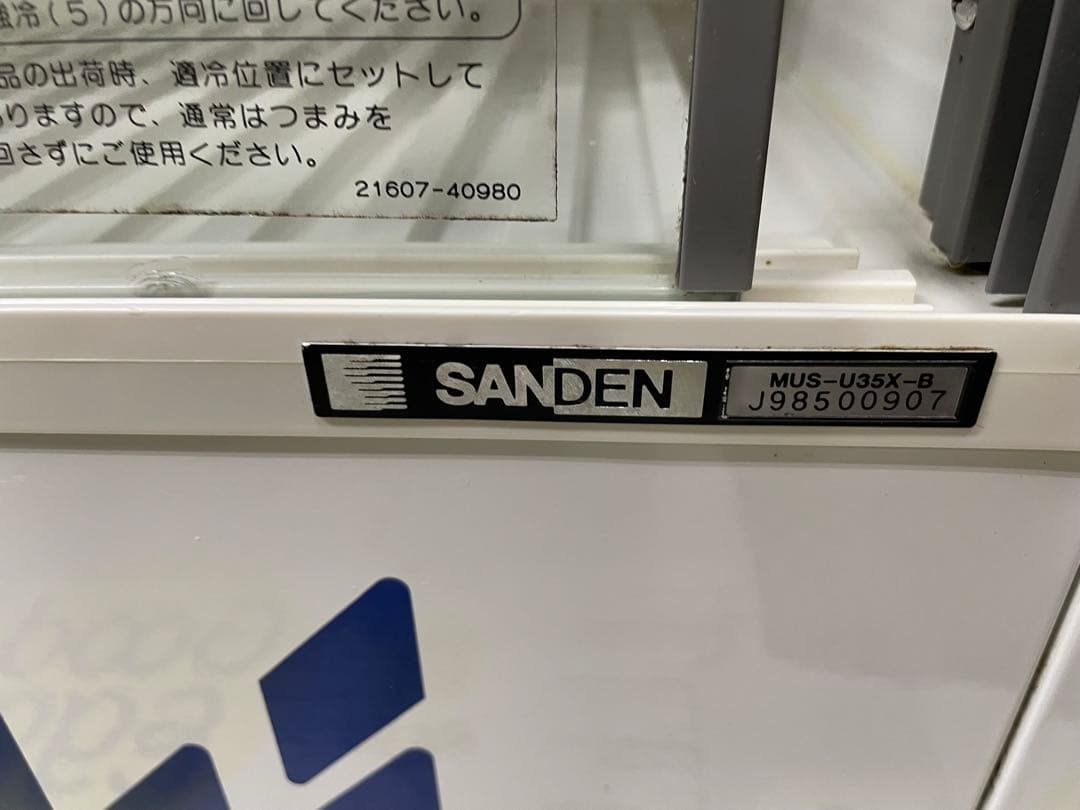 強冷(5)の方向に回してください。
品の出荷時、適冷位置にセットして
りますので、通常はつまみを
回さずにご使用ください。
21607-40980
SANDEN
MUS-U35X-B
J98500907